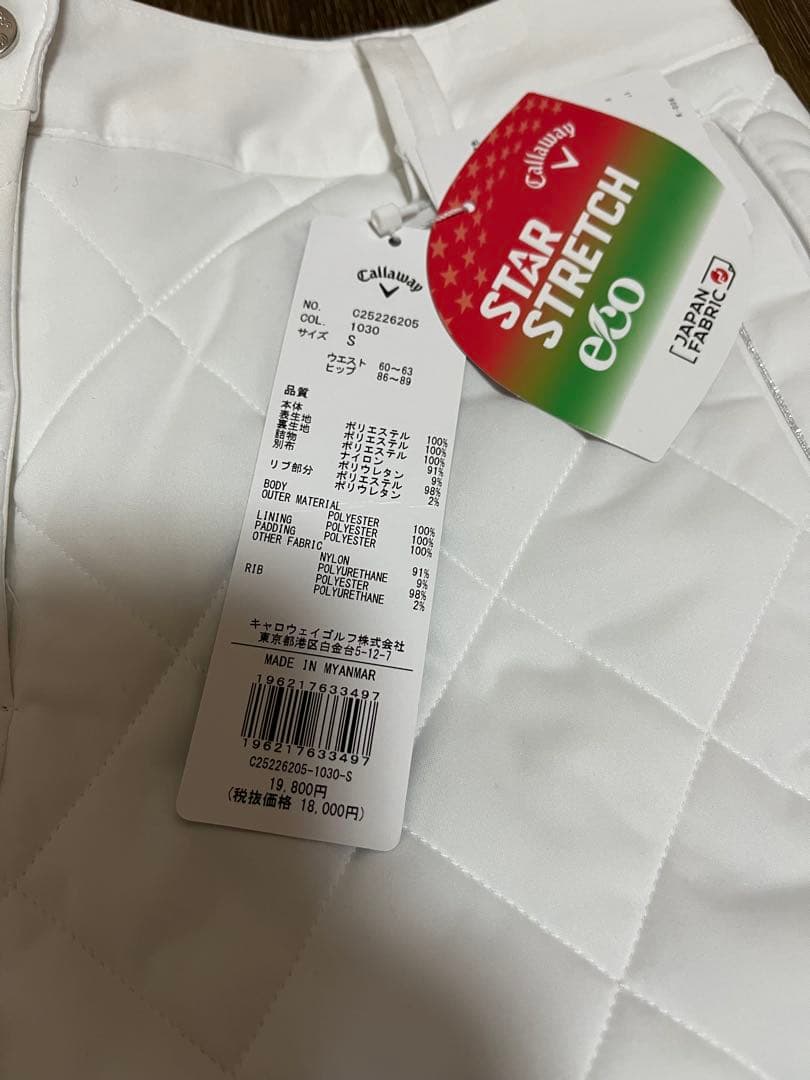 Callaway
STAR
STRETCH
eco
JAPAN
FABRIC
Callaway
NO. C25226205
COL. 1030
サイズ S
ウエスト 60〜63
ヒップ 86〜89
品質
本体
表生地 ポリエステル 100%
裏生地 ポリエステル 100%
詰物 ポリエステル 100%
別布 ナイロン 91%
ポリウレタン 9%
リブ部分 ポリエステル 98%
ポリウレタン 2%
BODY
OUTER MATERIAL
POLYESTER 100%
LINING POLYESTER 100%
PADDING POLYESTER 100%
OTHER FABRIC
NYLON 91%
POLYURETHANE 9%
RIB POLYESTER 98%
POLYURETHANE 2%
キャロウェイゴルフ株式会社
東京都港区白金台5-12-7
MADE IN MYANMAR
196217633497
196217633497
C25226205-1030-S
19,800円
(税抜価格 18,000円)